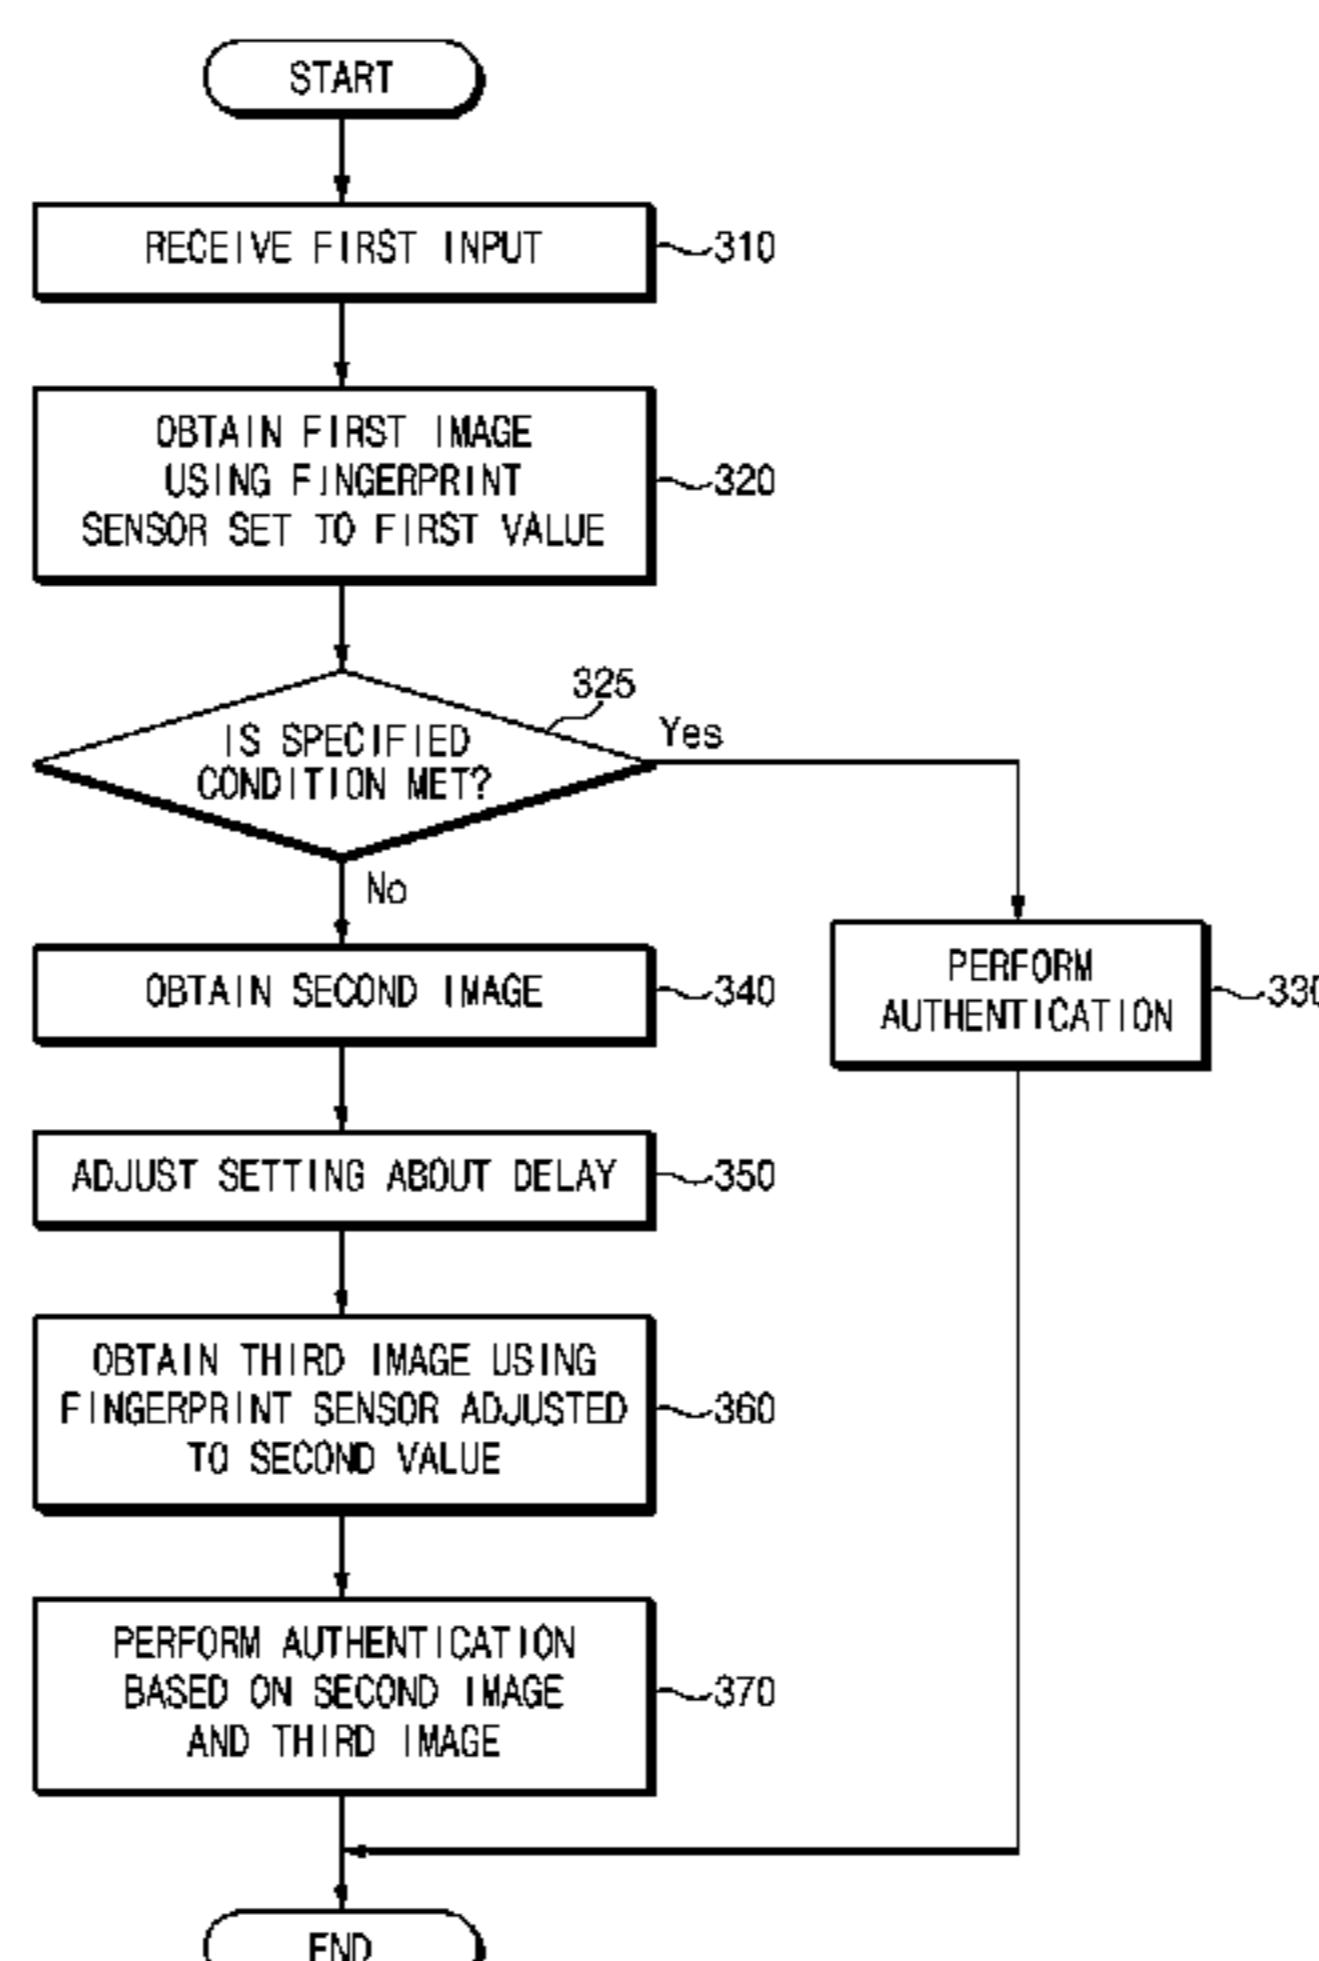 START
RECEIVE FIRST INPUT
310
OBTAIN FIRST IMAGE
USING FINGERPRINT
SENSOR SET TO FIRST VALUE
320
325
IS SPECIFIED
CONDITION MET?
Yes
No
PERFORM
AUTHENTICATION
330
OBTAIN SECOND IMAGE
340
ADJUST SETTING ABOUT DELAY
350
OBTAIN THIRD IMAGE USING
FINGERPRINT SENSOR ADJUSTED
TO SECOND VALUE
360
PERFORM AUTHENTICATION
BASED ON SECOND IMAGE
AND THIRD IMAGE
370
END